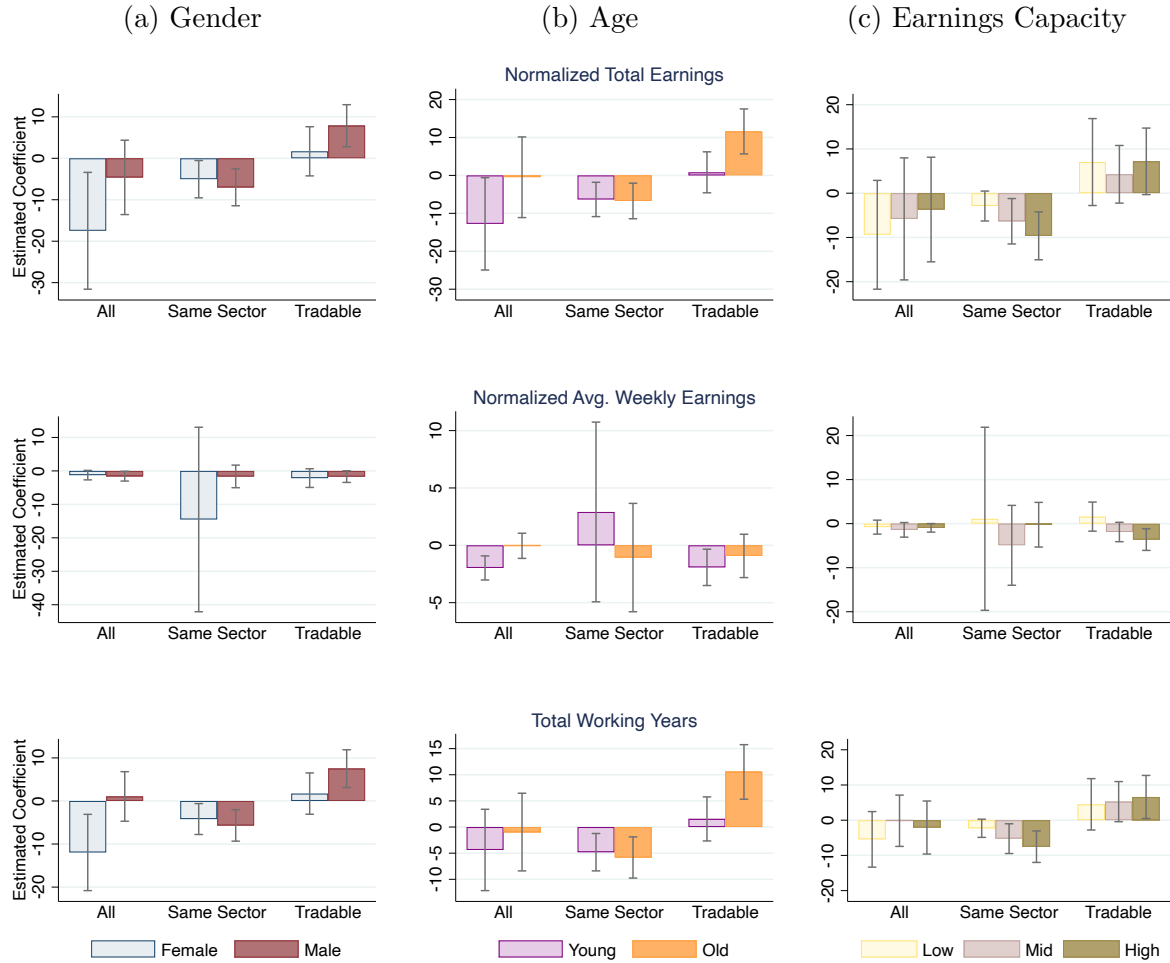 (a) Gender
(b) Age
(c) Earnings Capacity
Normalized Total Earnings
Estimated Coefficient
10
0
-10
-20
-30
All Same Sector Tradable
20
10
0
-10
-20
-30
All Same Sector Tradable
20
10
0
-10
-20
All Same Sector Tradable
Normalized Avg. Weekly Earnings
Estimated Coefficient
10
0
-10
-20
-30
-40
All Same Sector Tradable
10
5
0
-5
All Same Sector Tradable
20
10
0
-10
-20
All Same Sector Tradable
Total Working Years
Estimated Coefficient
10
0
-10
-20
All Same Sector Tradable
15
10
5
0
-5
-10
All Same Sector Tradable
20
10
0
-10
-20
All Same Sector Tradable
Female Male
Young Old
Low Mid High